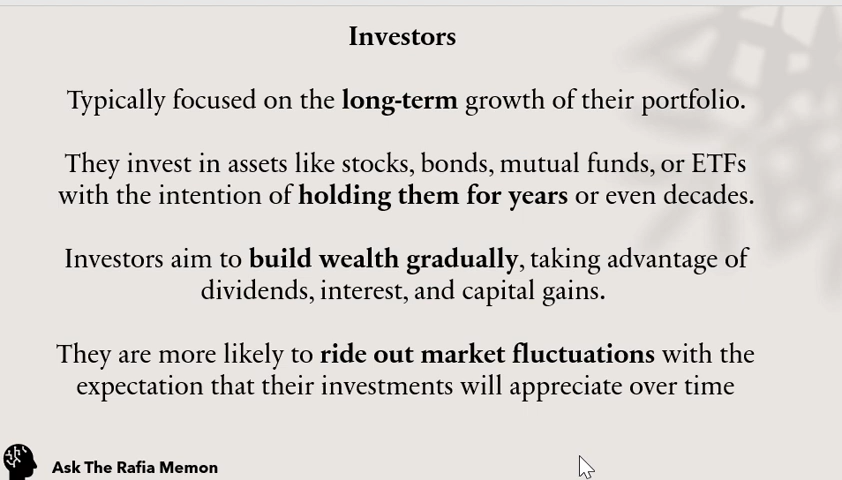 Investors
Typically focused on the long-term growth of their portfolio.
They invest in assets like stocks, bonds, mutual funds, or ETFs
with the intention of holding them for years or even decades.
Investors aim to build wealth gradually, taking advantage of
dividends, interest, and capital gains.
They are more likely to ride out market fluctuations with the
expectation that their investments will appreciate over time
Ask The Rafia Memon